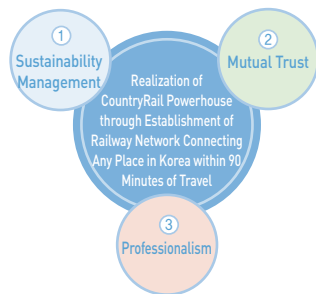 1
Sustainability
Management
2
Mutual Trust
Realization of
CountryRail Powerhouse
through Establishment of
Railway Network Connecting
Any Place in Korea within 90
Minutes of Travel
3
Professionalism